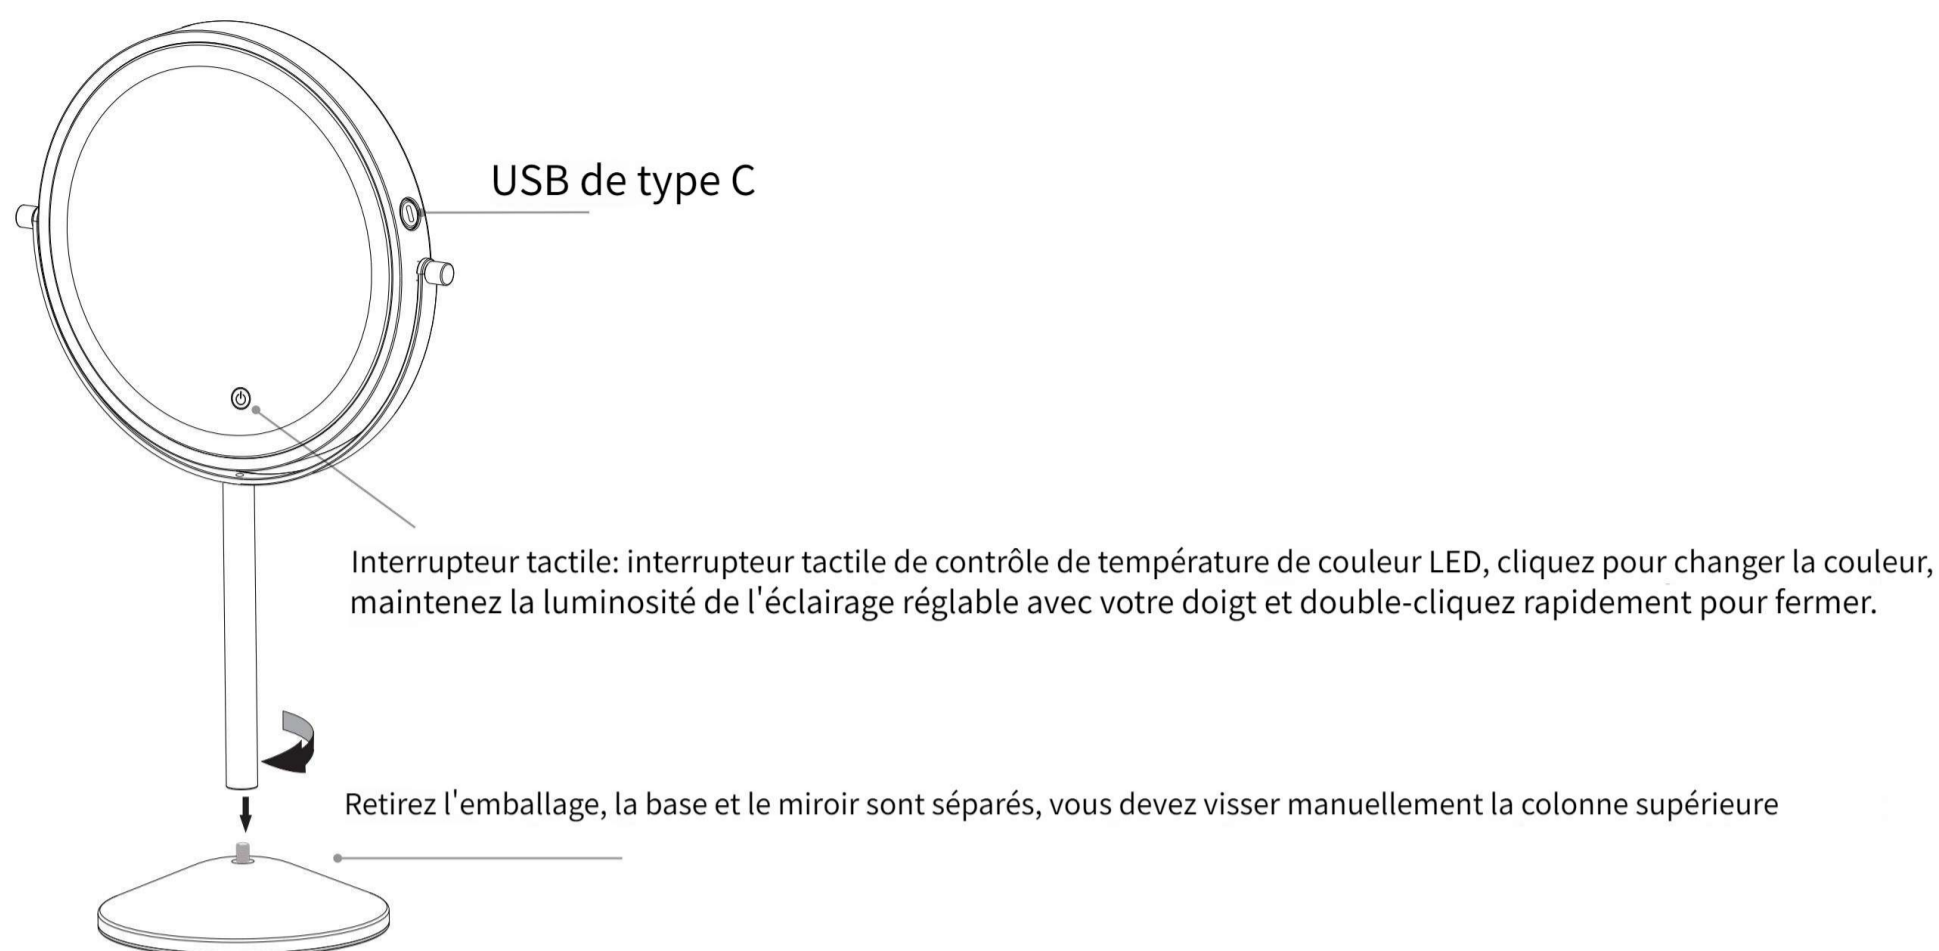 USB de type C
Interrupteur tactile: interrupteur tactile de contrôle de température de couleur LED, cliquez pour changer la couleur,
maintenez la luminosité de l'éclairage réglable avec votre doigt et double-cliquez rapidement pour fermer.
Retirez l'emballage, la base et le miroir sont séparés, vous devez visser manuellement la colonne supérieure